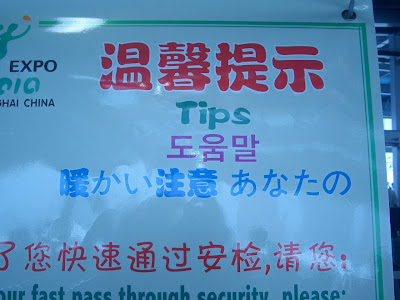 EXPO
HAI CHINA
温馨提示
Tips
도움말
暖かい注意 あなたの
了您快速通过安检,请您:
our fast pass through security, please: